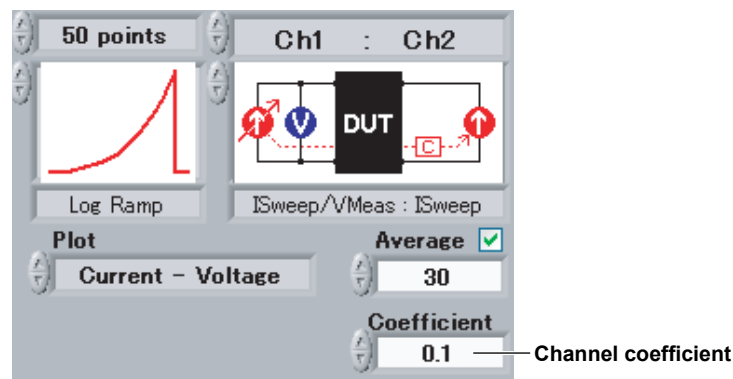 50 points
Ch1 : Ch2
V
DUT
C
Log Ramp
ISweep/VMeas : ISweep
Plot
Average
Current - Voltage
30
Coefficient
0.1
Channel coefficient